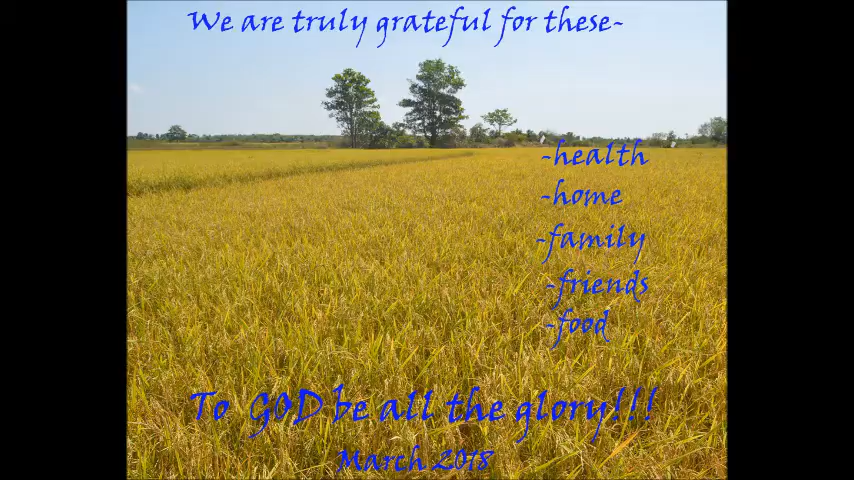 We are truly grateful for these-
-health
-home
-family
-friends
-food
To GOD be all the glory!!!
March 2018